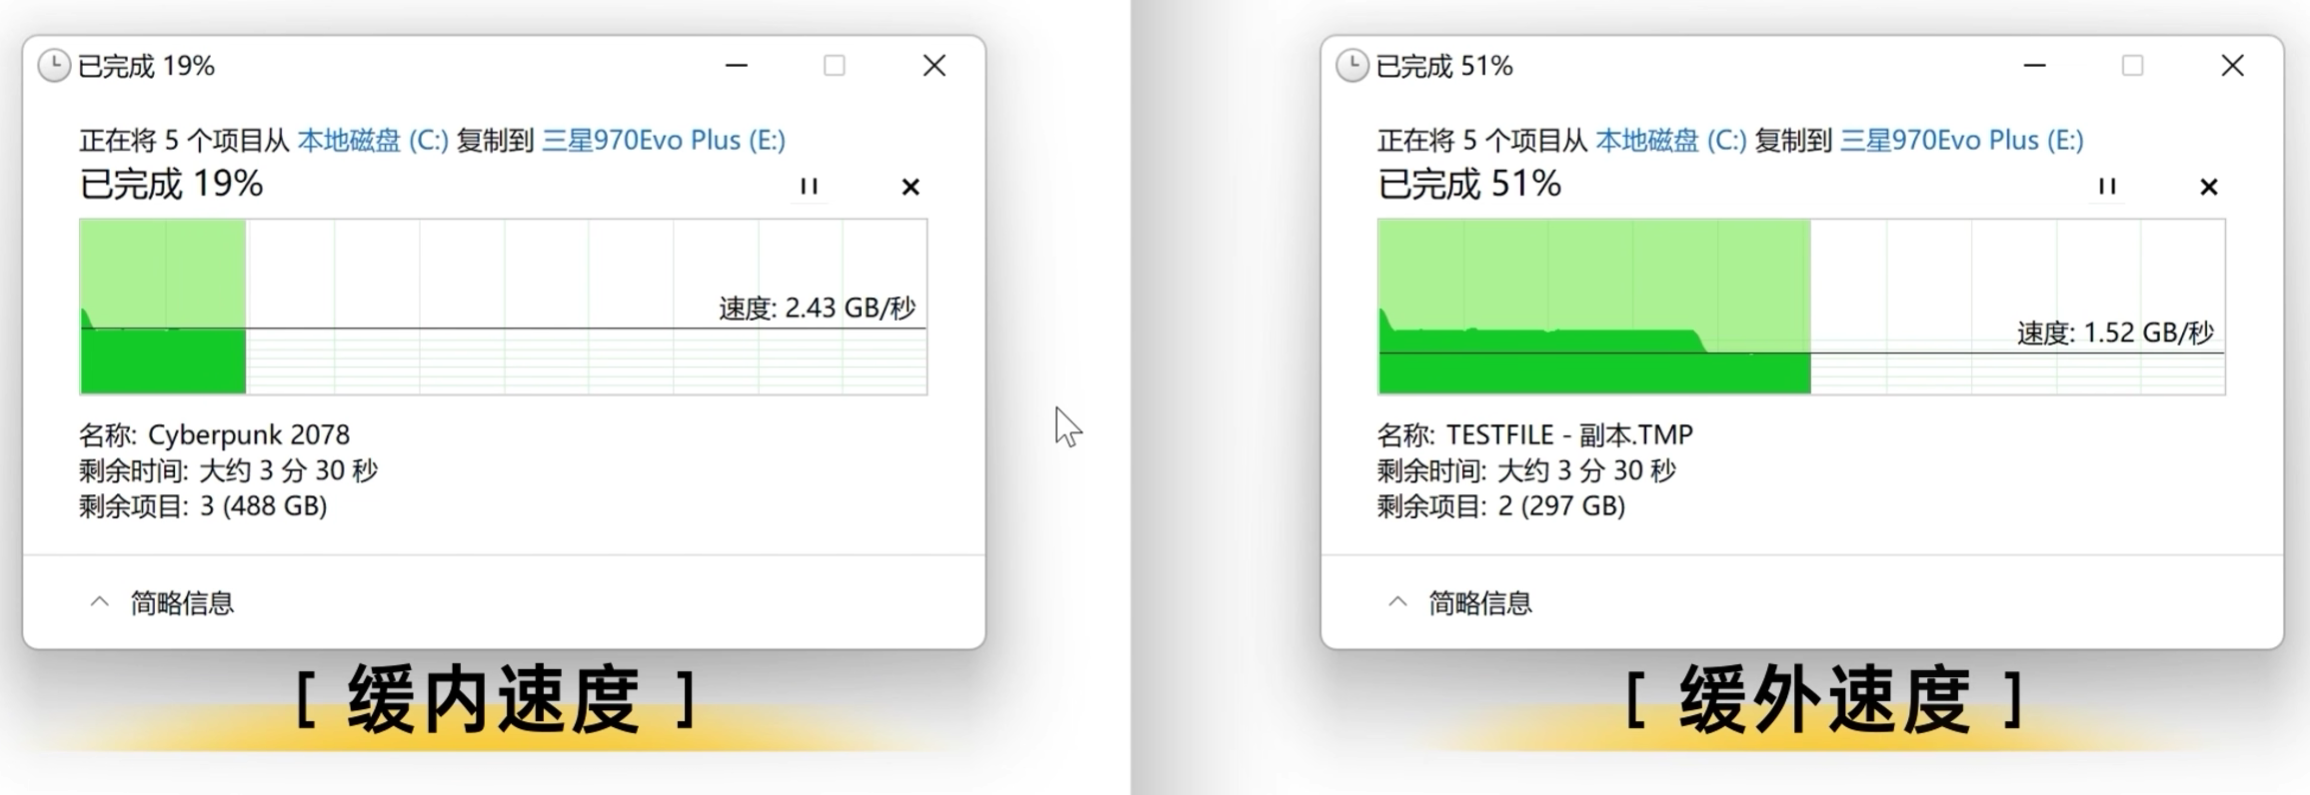 已完成 19%
正在将 5 个项目从 本地磁盘 (C:) 复制到 三星970Evo Plus (E:)
已完成 19%
速度: 2.43 GB/秒
名称: Cyberpunk 2078
剩余时间: 大约 3 分 30 秒
剩余项目: 3 (488 GB)
简略信息
[ 缓内速度 ]
已完成 51%
正在将 5 个项目从 本地磁盘 (C:) 复制到 三星970Evo Plus (E:)
已完成 51%
速度: 1.52 GB/秒
名称: TESTFILE - 副本.TMP
剩余时间: 大约 3 分 30 秒
剩余项目: 2 (297 GB)
简略信息
[ 缓外速度 ]